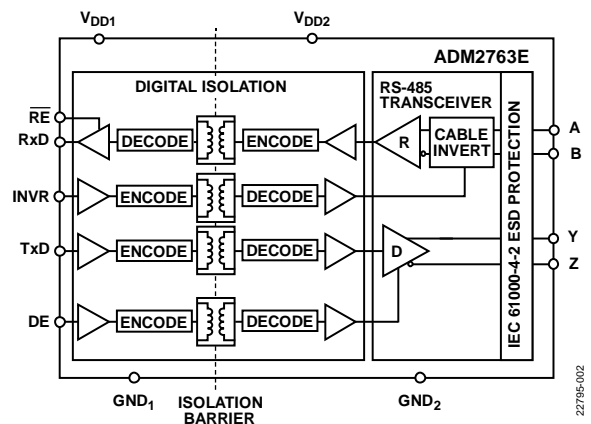 VDD1 VDD2
ADM2763E
DIGITAL ISOLATION
RS-485
TRANSCEIVER
RE
RxD
DECODE ENCODE
R
CABLE
INVERT
A
B
INVR
ENCODE DECODE
TxD
ENCODE DECODE
D
Y
Z
DE
ENCODE DECODE
IEC 61000-4-2 ESD PROTECTION
GND1
ISOLATION
BARRIER
GND2
22795-002